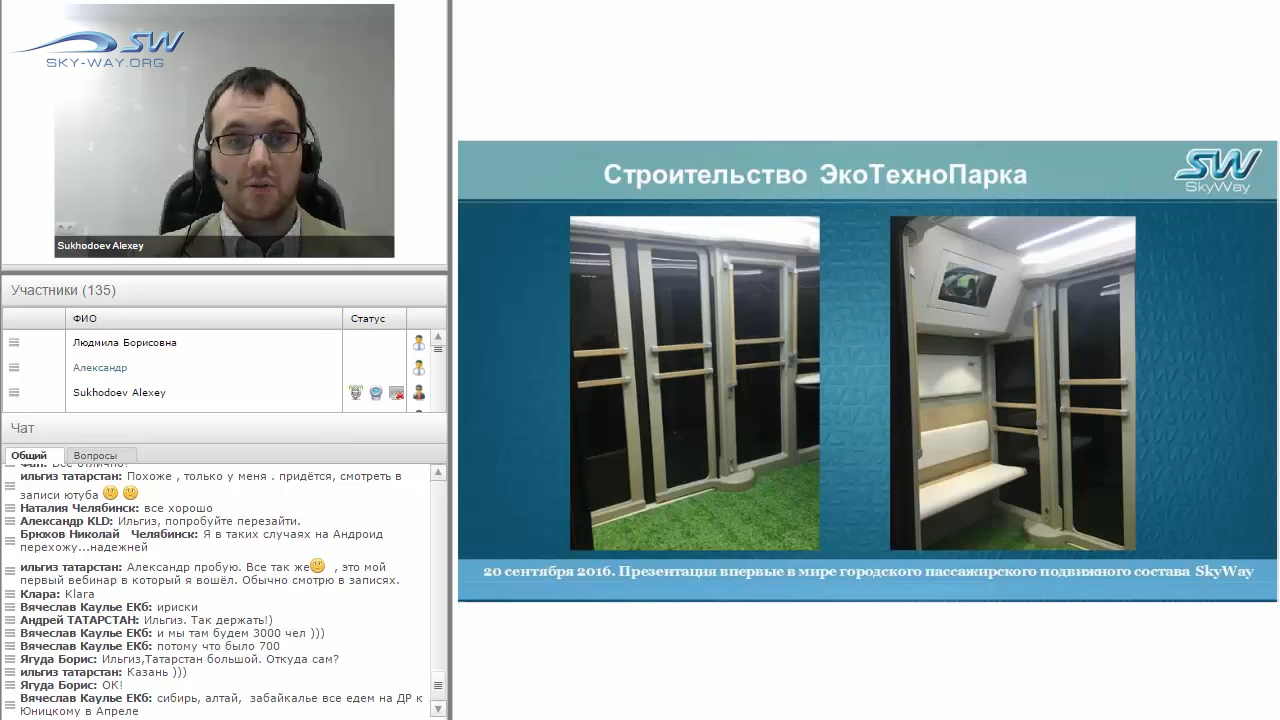 SW
SKY-WAY.ORG
Sukhodoev Alexey
Участники (135)
ФИО
Статус
Людмила Борисовна
Александр
Sukhodoev Alexey
Чат
Общий
Вопросы
ильгиз татарстан: Похоже , только у меня . придётся, смотреть в
записи ютуба
Наталия Челябинск: все хорошо
Александр KLD: Ильгиз, попробуйте перезайти.
Брюхов Николай Челябинск: Я в таких случаях на Андроид
перехожу...надежней
ильгиз татарстан: Александр пробую. Все так же , это мой
первый вебинар в который я вошёл. Обычно смотрю в записях.
Клара: Klara
Вячеслав Каулье ЕКб: ириски
Андрей ТАТАРСТАН: Ильгиз. Так держать!)
Вячеслав Каулье ЕКб: и мы там будем 3000 чел )))
Вячеслав Каулье ЕКб: потому что было 700
Ягуда Борис: Ильгиз,Татарстан большой. Откуда сам?
ильгиз татарстан: Казань )))
Ягуда Борис: ОК!
Вячеслав Каулье ЕКб: сибирь, алтай, забайкалье все едем на ДР к
Юницкому в Апреле
Строительство ЭкоТехноПарка
SW
SkyWay
20 сентября 2016. Презентация впервые в мире городского пассажирского подвижного состава SkyWay